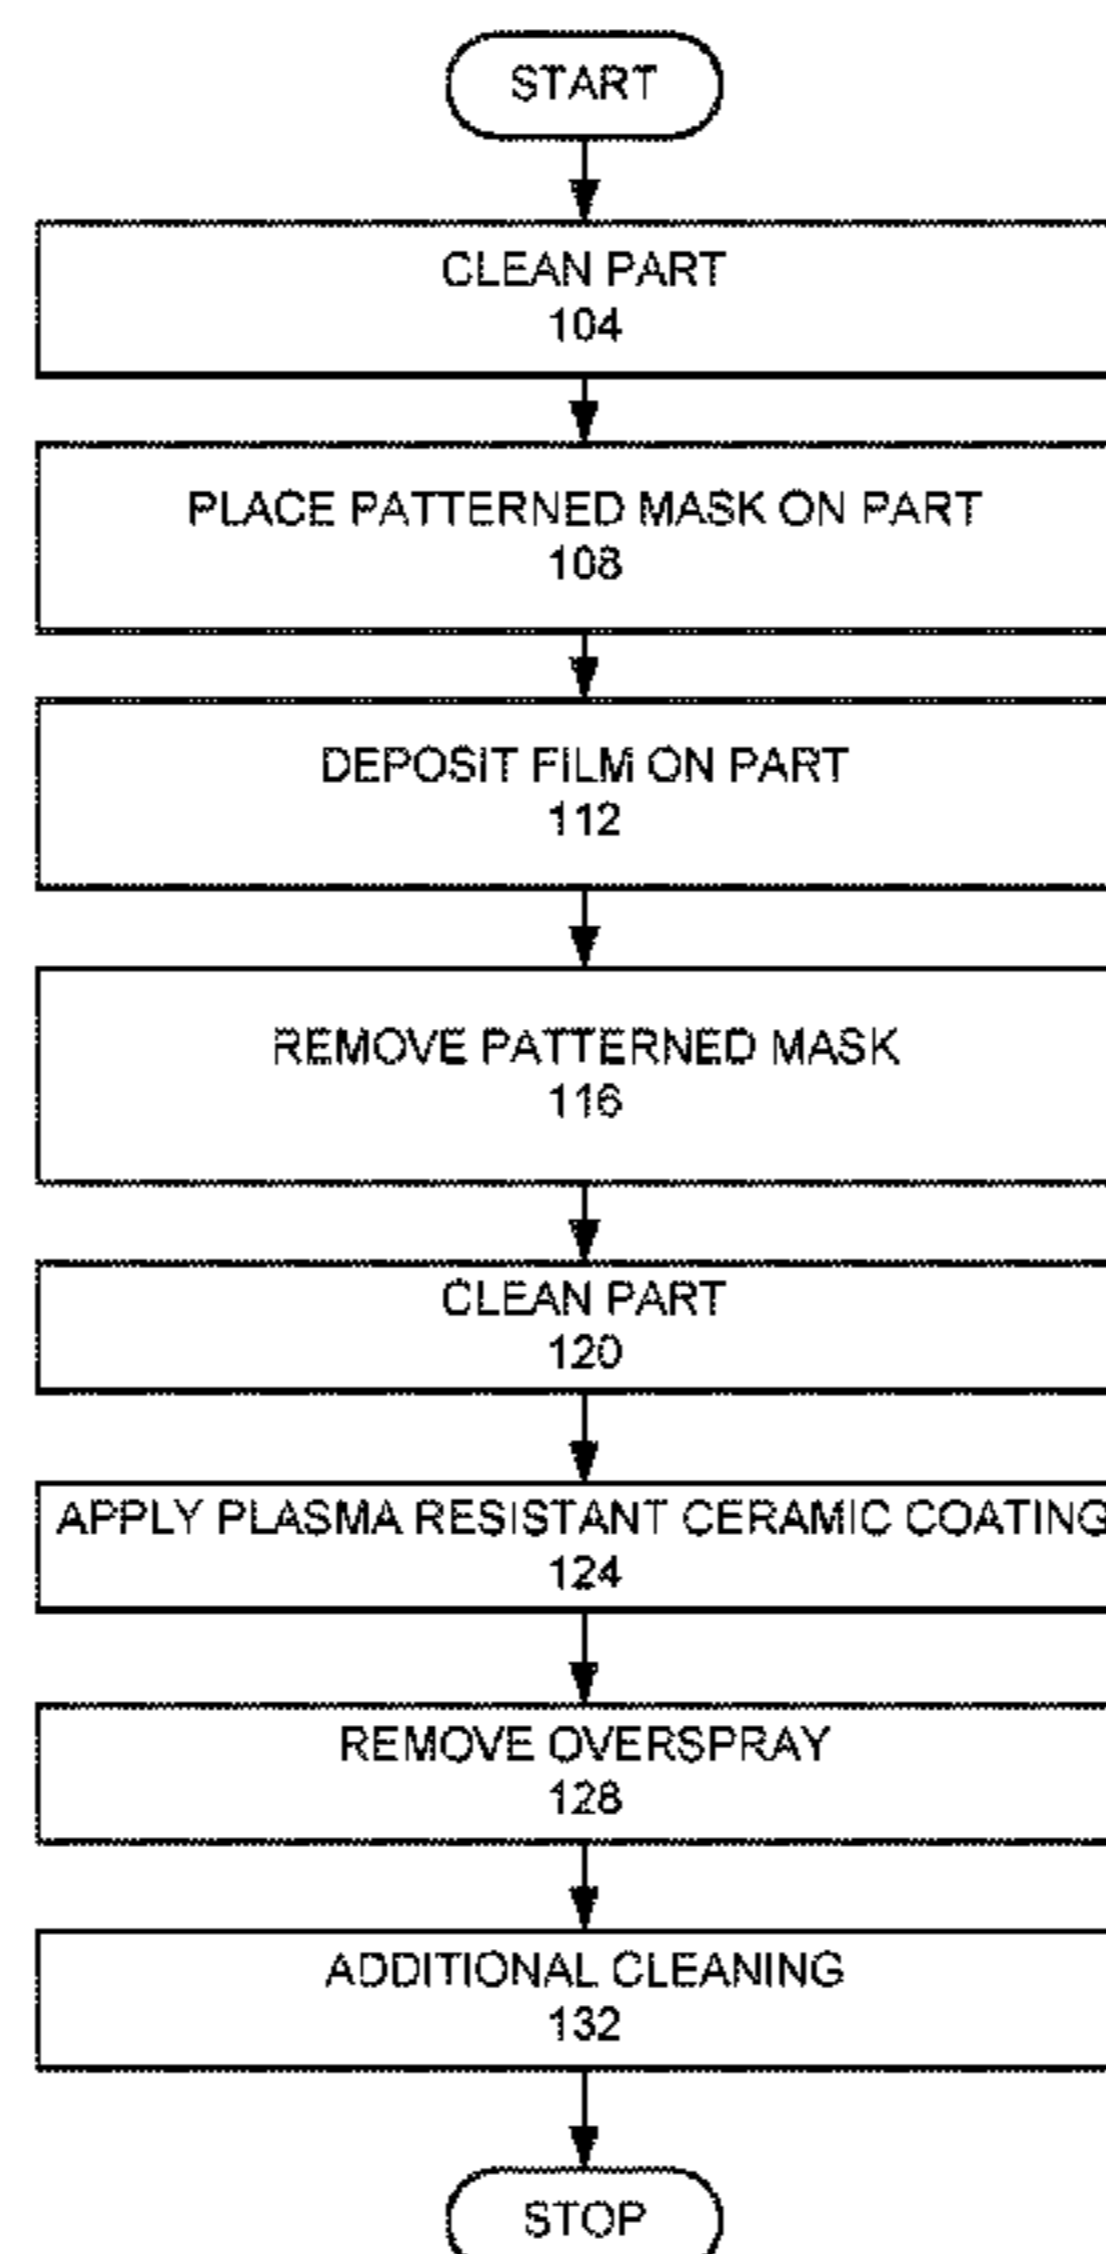 START
CLEAN PART
104
PLACE PATTERNED MASK ON PART
108
DEPOSIT FILM ON PART
112
REMOVE PATTERNED MASK
116
CLEAN PART
120
APPLY PLASMA RESISTANT CERAMIC COATING
124
REMOVE OVERSPRAY
128
ADDITIONAL CLEANING
132
STOP